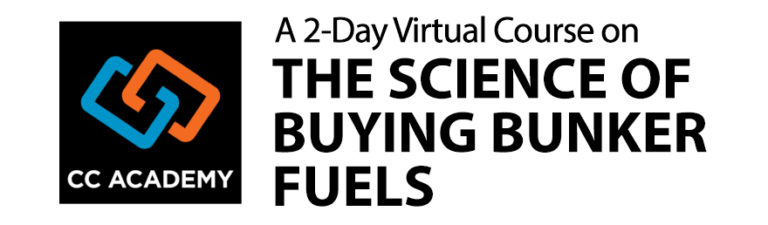 CC ACADEMY
A 2-Day Virtual Course on
THE SCIENCE OF
BUYING BUNKER
FUELS